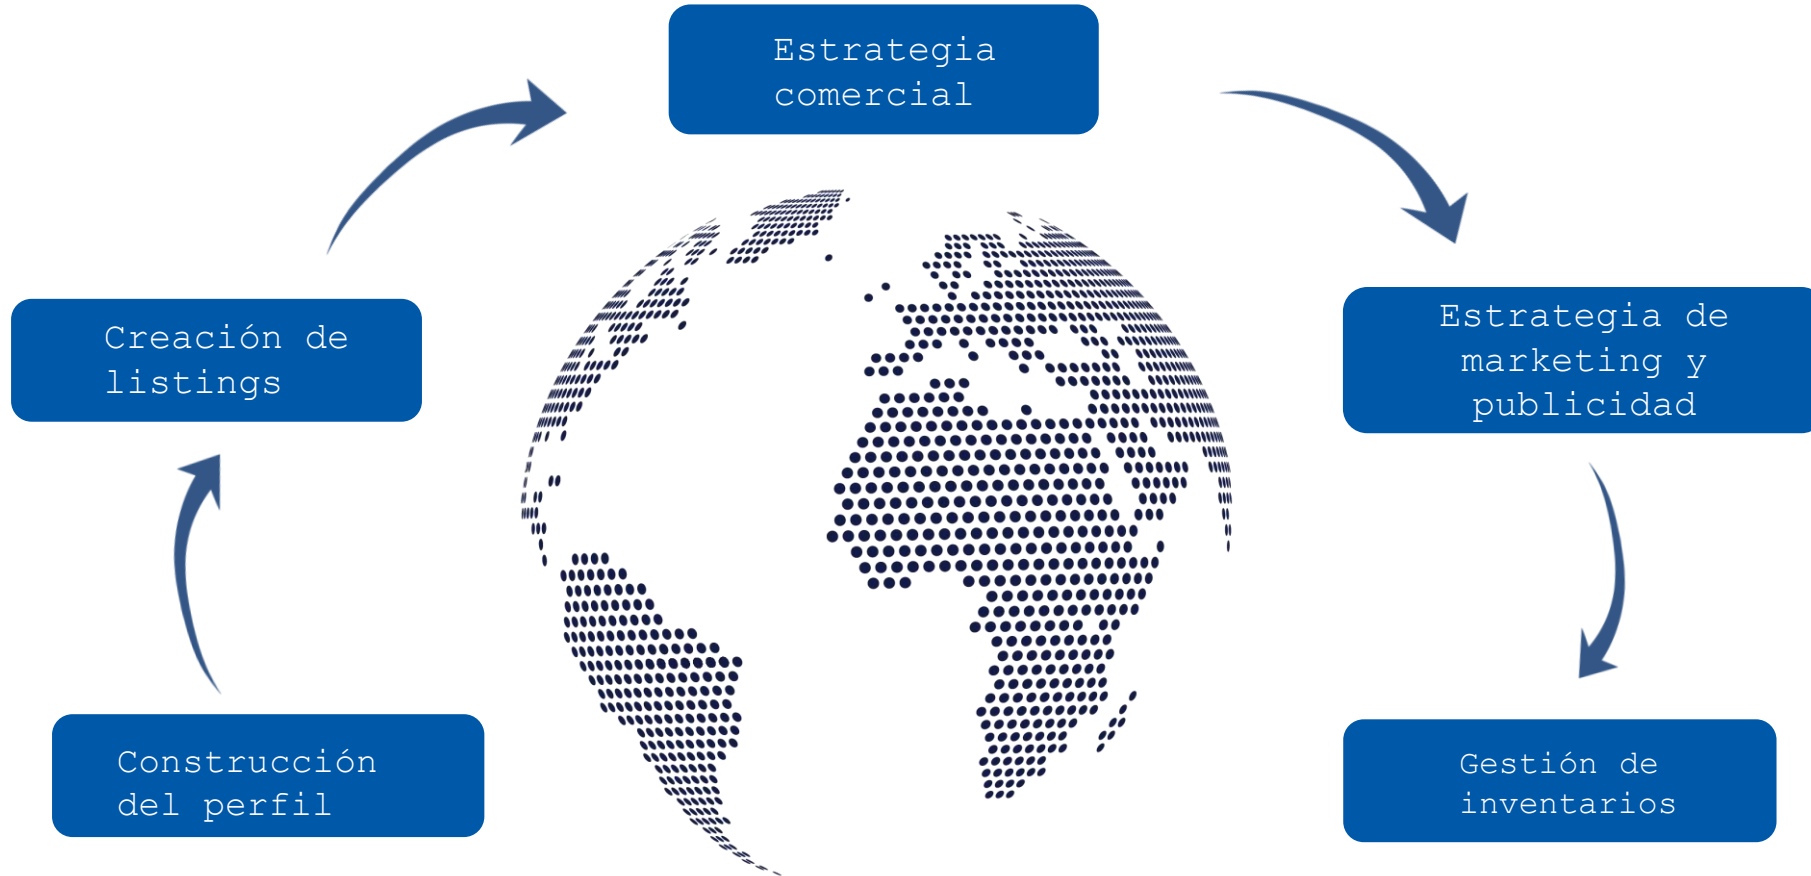 Estrategia
comercial
Creación de
listings
Estrategia de
marketing y
publicidad
Construcción
del perfil
Gestión de
inventarios